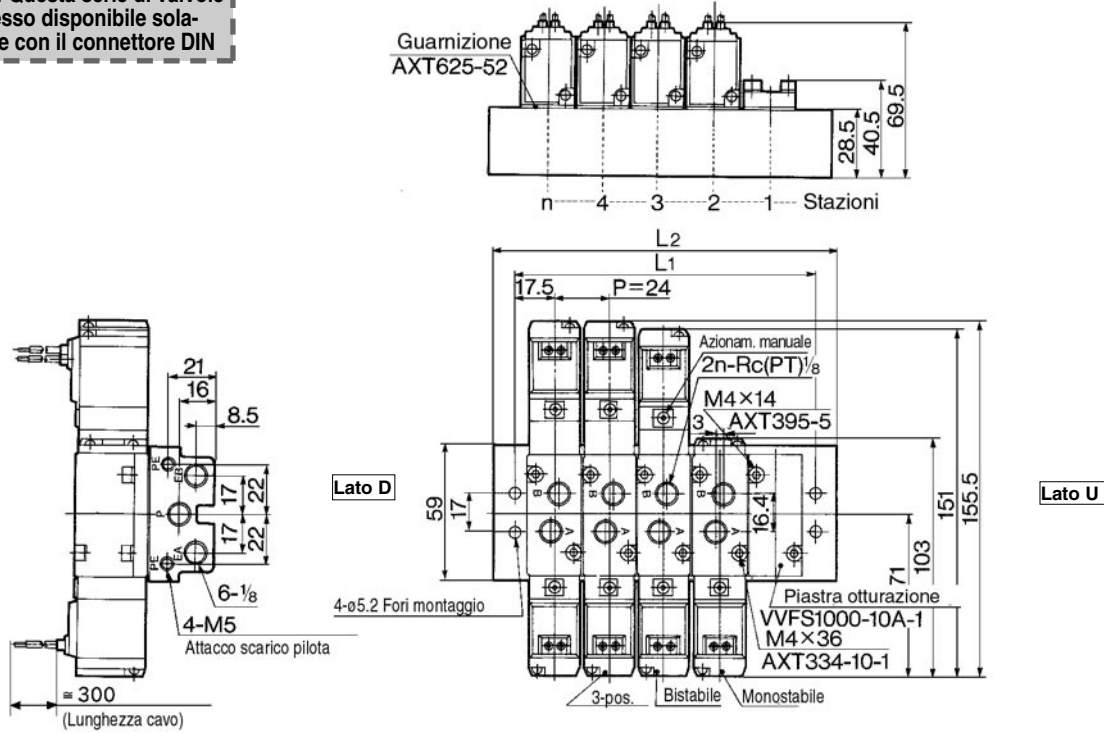 Questa serie di valvole
esso disponibile sola-
e con il connettore DIN
Guarnizione
AXT625-52
28.5
40.5
69.5
n 4 3 2 1 Stazioni
L2
L1
17.5 P=24
Azionam. manuale
2n-Rc(PT)⅛
M4×14
3 AXT395-5
21
16
8.5
PE
EB
P
EA
PE
17
22
17
22
6-⅛
4-M5
Attacco scarico pilota
≅ 300
(Lunghezza cavo)
Lato D
59
17
B B B B
A A A A
16.4
71
103
151
155.5
Lato U
4-ø5.2 Fori montaggio
Piastra otturazione
VVFS1000-10A-1
M4×36
AXT334-10-1
3-pos.
Bistabile
Monostabile